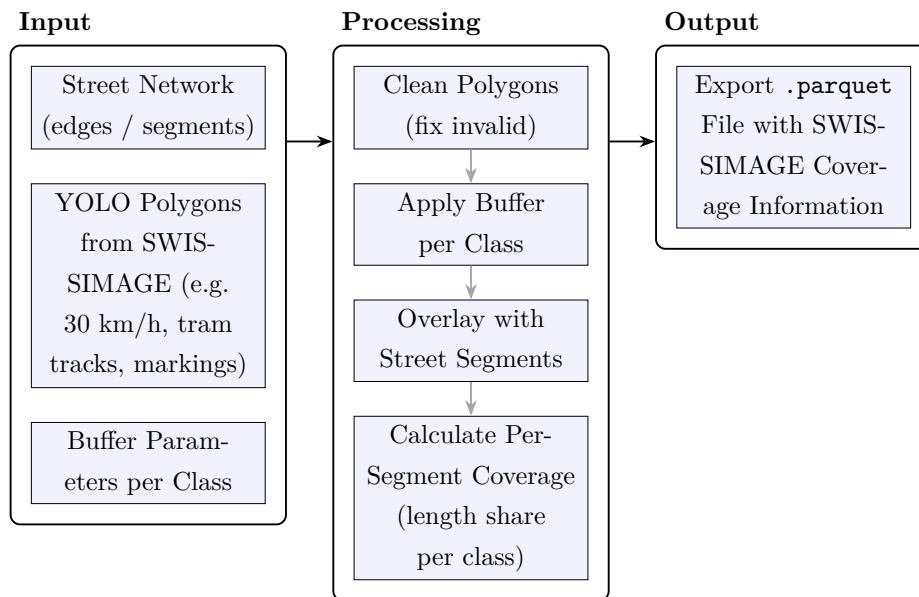 Input
Street Network
(edges / segments)
YOLO Polygons
from SWIS-
SIMAGE (e.g.
30 km/h, tram
tracks, markings)
Buffer Param-
eters per Class
Processing
Clean Polygons
(fix invalid)
Apply Buffer
per Class
Overlay with
Street Segments
Calculate Per-
Segment Coverage
(length share
per class)
Output
Export .parquet
File with SWIS-
SIMAGE Cover-
age Information